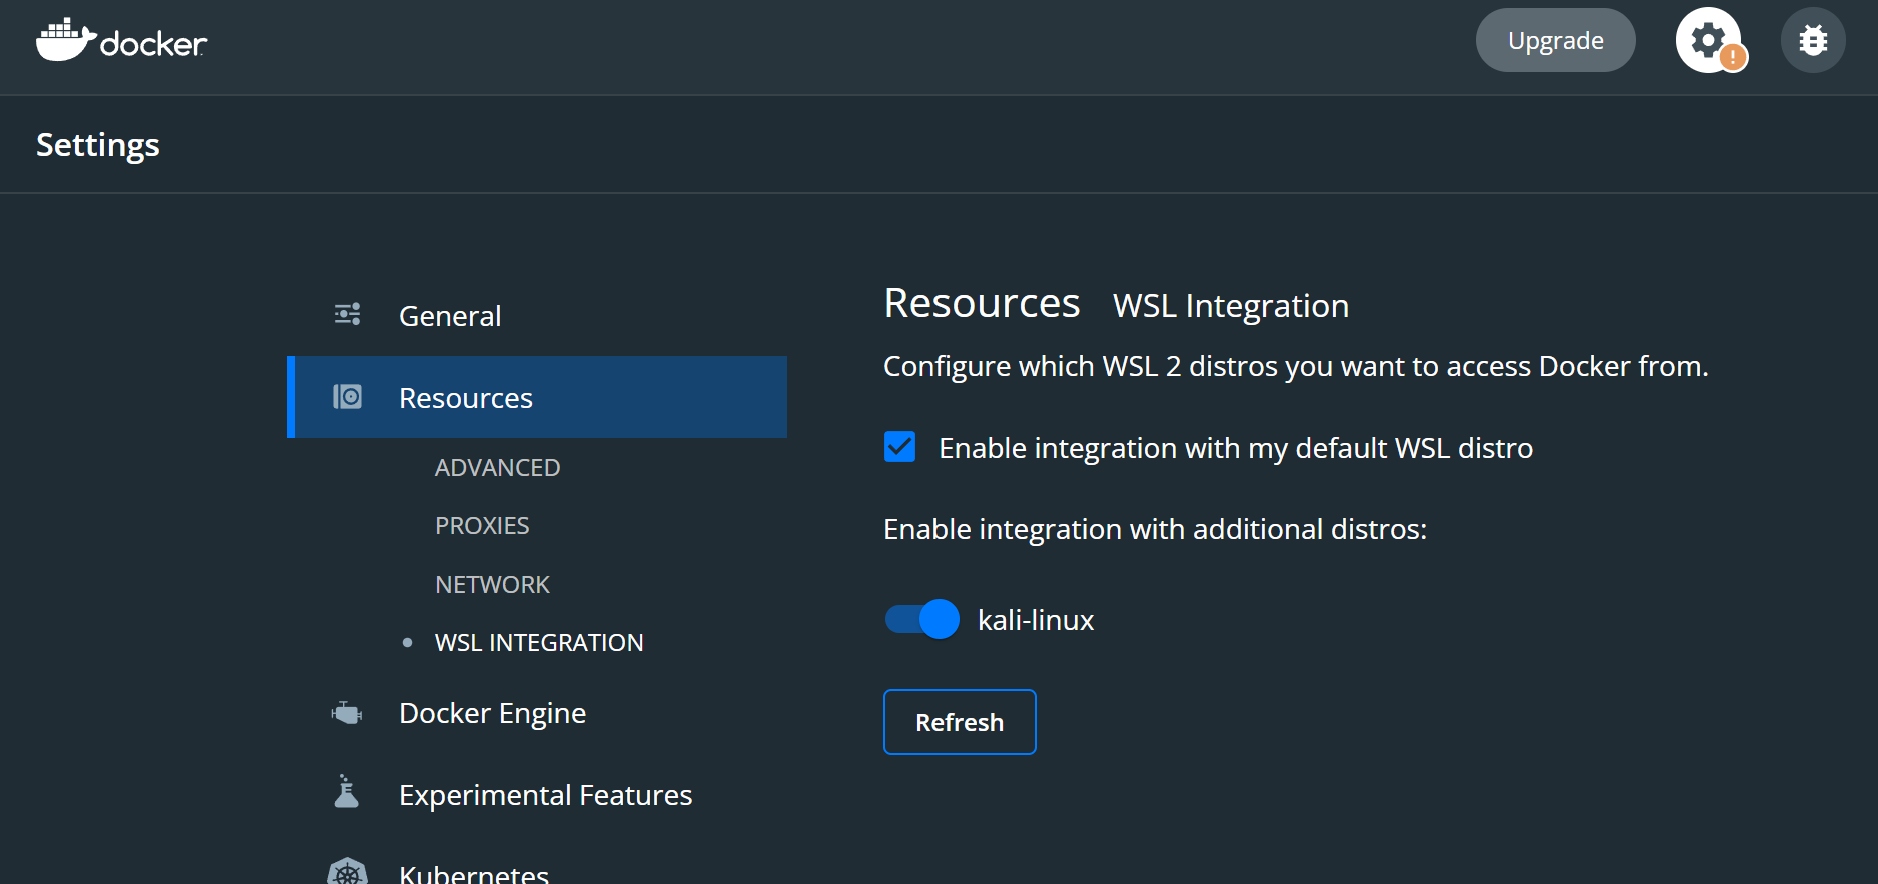 docker
Upgrade
Settings
General
Resources
ADVANCED
PROXIES
NETWORK
WSL INTEGRATION
Docker Engine
Experimental Features
Kubernetes
Resources WSL Integration
Configure which WSL 2 distros you want to access Docker from.
Enable integration with my default WSL distro
Enable integration with additional distros:
kali-linux
Refresh